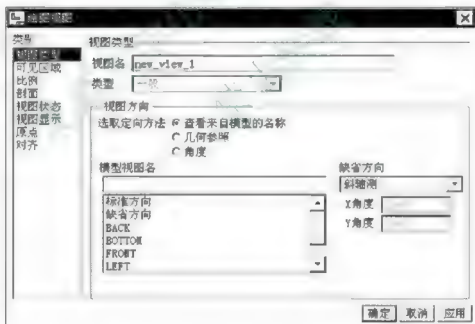 绘图视图
类别
视图类型
可见区域
比例
剖面
视图状态
视图显示
原点
对齐
视图类型
视图名 new_view_1
类型 一般
视图方向
选取定向方法 查看来自模型的名称
几何参照
角度
模型视图名
标准方向
缺省方向
BACK
BOTTOM
FRONT
LEFT
缺省方向
斜轴测
X角度
Y角度
确定 取消 应用